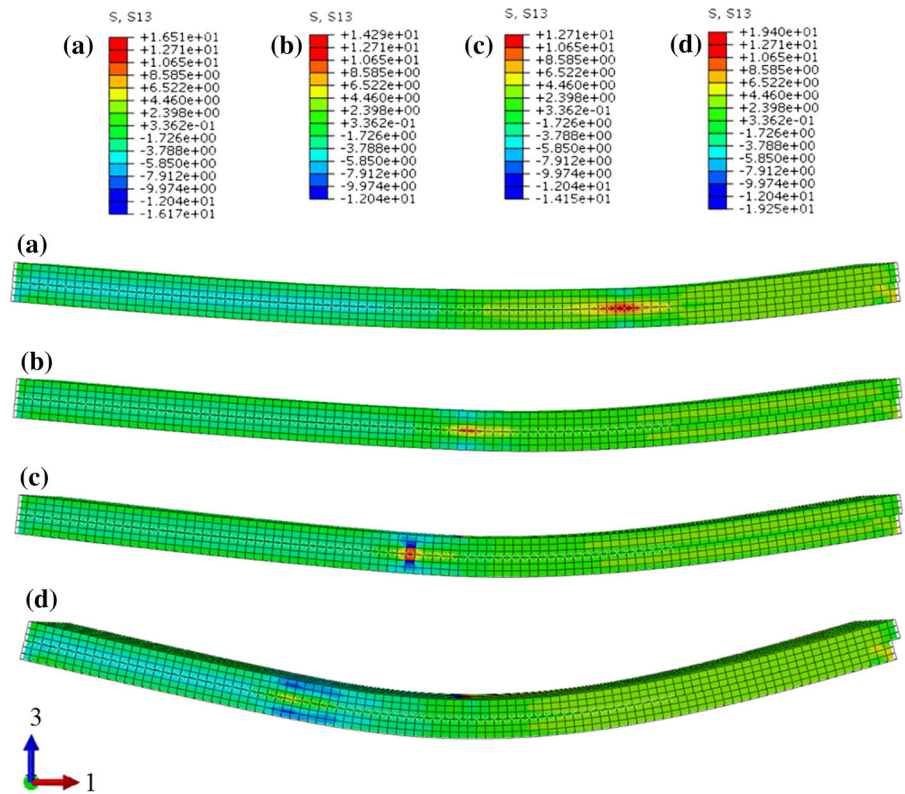 S, S13
(a)
+1.651e+01
+1.271e+01
+1.065e+01
+8.585e+00
+6.522e+00
+4.460e+00
+2.398e+00
+3.362e-01
-1.726e+00
-3.788e+00
-5.850e+00
-7.912e+00
-9.974e+00
-1.204e+01
-1.617e+01
S, S13
(b)
+1.429e+01
+1.271e+01
+1.065e+01
+8.585e+00
+6.522e+00
+4.460e+00
+2.398e+00
+3.362e-01
-1.726e+00
-3.788e+00
-5.850e+00
-7.912e+00
-9.974e+00
-1.204e+01
S, S13
(c)
+1.271e+01
+1.065e+01
+8.585e+00
+6.522e+00
+4.460e+00
+2.398e+00
+3.362e-01
-1.726e+00
-3.788e+00
-5.850e+00
-7.912e+00
-9.974e+00
-1.204e+01
-1.415e+01
S, S13
(d)
+1.940e+01
+1.271e+01
+1.065e+01
+8.585e+00
+6.522e+00
+4.460e+00
+2.398e+00
+3.362e-01
-1.726e+00
-3.788e+00
-5.850e+00
-7.912e+00
-9.974e+00
-1.204e+01
-1.925e+01
(a)
(b)
(c)
(d)
3
1